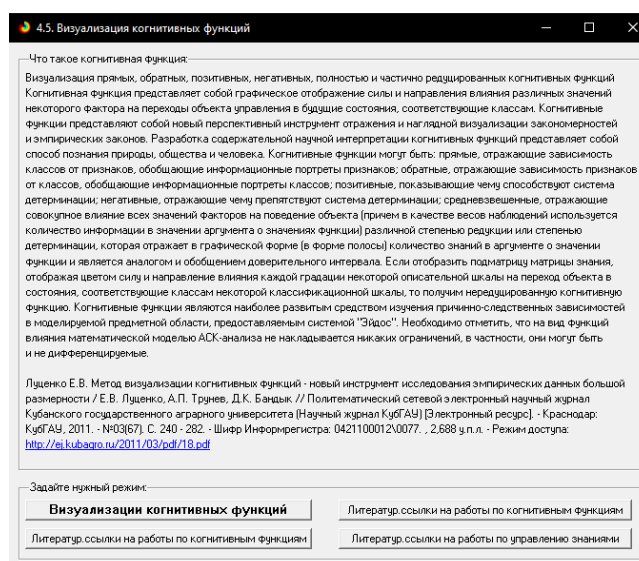 4.5. Визуализация когнитивных функций
Что такое когнитивная функция:
Визуализация прямых, обратных, позитивных, негативных, полностью и частично редуцированных когнитивных функций
Когнитивная функция представляет собой графическое отображение силы и направления влияния различных значений
некоторого фактора на переходы объекта управления в будущие состояния, соответствующие классам. Когнитивные
функции представляют собой новый перспективный инструмент отражения и наглядной визуализации закономерностей
и эмпирических законов. Разработка содержательной научной интерпретации когнитивных функций представляет собой
способ познания природы, общества и человека. Когнитивные функции могут быть: прямые, отражающие зависимость
классов от признаков, обобщающие информационные портреты признаков; обратные, отражающие зависимость признаков
от классов, обобщающие информационные портреты классов; позитивные, показывающие чему способствуют система
детерминации; негативные, отражающие чему препятствуют система детерминации; средневзвешенные, отражающие
совокупное влияние всех значений факторов на поведение объекта (причем в качестве весов наблюдений используется
количество информации в значении аргумента о значениях функции) различной степенью редукции или степенью
детерминации, которая отражает в графической форме (в форме полосы) количество знаний в аргументе о значении
функции и является аналогом и обобщением доверительного интервала. Если отобразить подматрицу матрицы знания,
отображая цветом силу и направление влияния каждой градации некоторой описательной шкалы на переход объекта в
состояния, соответствующие классам некоторой классификационной шкалы, то получим нередуцированную когнитивную
функцию. Когнитивные функции являются наиболее развитым средством изучения причинно-следственных зависимостей
в моделируемой предметной области, предоставляемым системой "Эйдос". Необходимо отметить, что на вид функций
влияния математической моделью АСК-анализа не накладывается никаких ограничений, в частности, они могут быть
и не дифференцируемые.
Луценко Е.В. Метод визуализации когнитивных функций - новый инструмент исследования эмпирических данных большой
размерности / Е.В. Луценко, А.П. Трунев, Д.К. Бандык // Политематический сетевой электронный научный журнал
Кубанского государственного аграрного университета (Научный журнал КубГАУ) [Электронный ресурс]. - Краснодар:
КубГАУ, 2011. - №03(67). С. 240 - 282. - Шифр Информрегистра: 0421100012\0077. , 2,688 у.п.л. - Режим доступа:
http://ej.kubagro.ru/2011/03/pdf/18.pdf
Задайте нужный режим:
Визуализации когнитивных функций
Литератур.ссылки на работы по когнитивным функциям
Литератур.ссылки на работы по когнитивным функциям
Литератур.ссылки на работы по управлению знаниями